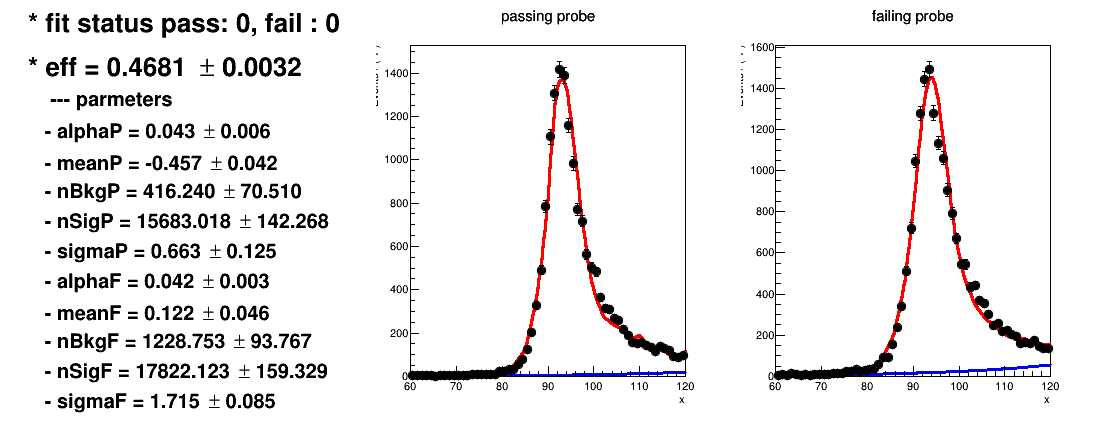 * fit status pass: 0, fail : 0
* eff = 0.4681 ± 0.0032
--- parmeters
- alphaP = 0.043 ± 0.006
- meanP = -0.457 ± 0.042
- nBkgP = 416.240 ± 70.510
- nSigP = 15683.018 ± 142.268
- sigmaP = 0.663 ± 0.125
- alphaF = 0.042 ± 0.003
- meanF = 0.122 ± 0.046
- nBkgF = 1228.753 ± 93.767
- nSigF = 17822.123 ± 159.329
- sigmaF = 1.715 ± 0.085
passing probe
1400
1200
1000
800
600
400
200
0
60 70 80 90 100 110 120
x
failing probe
1600
1400
1200
1000
800
600
400
200
0
60 70 80 90 100 110 120
x